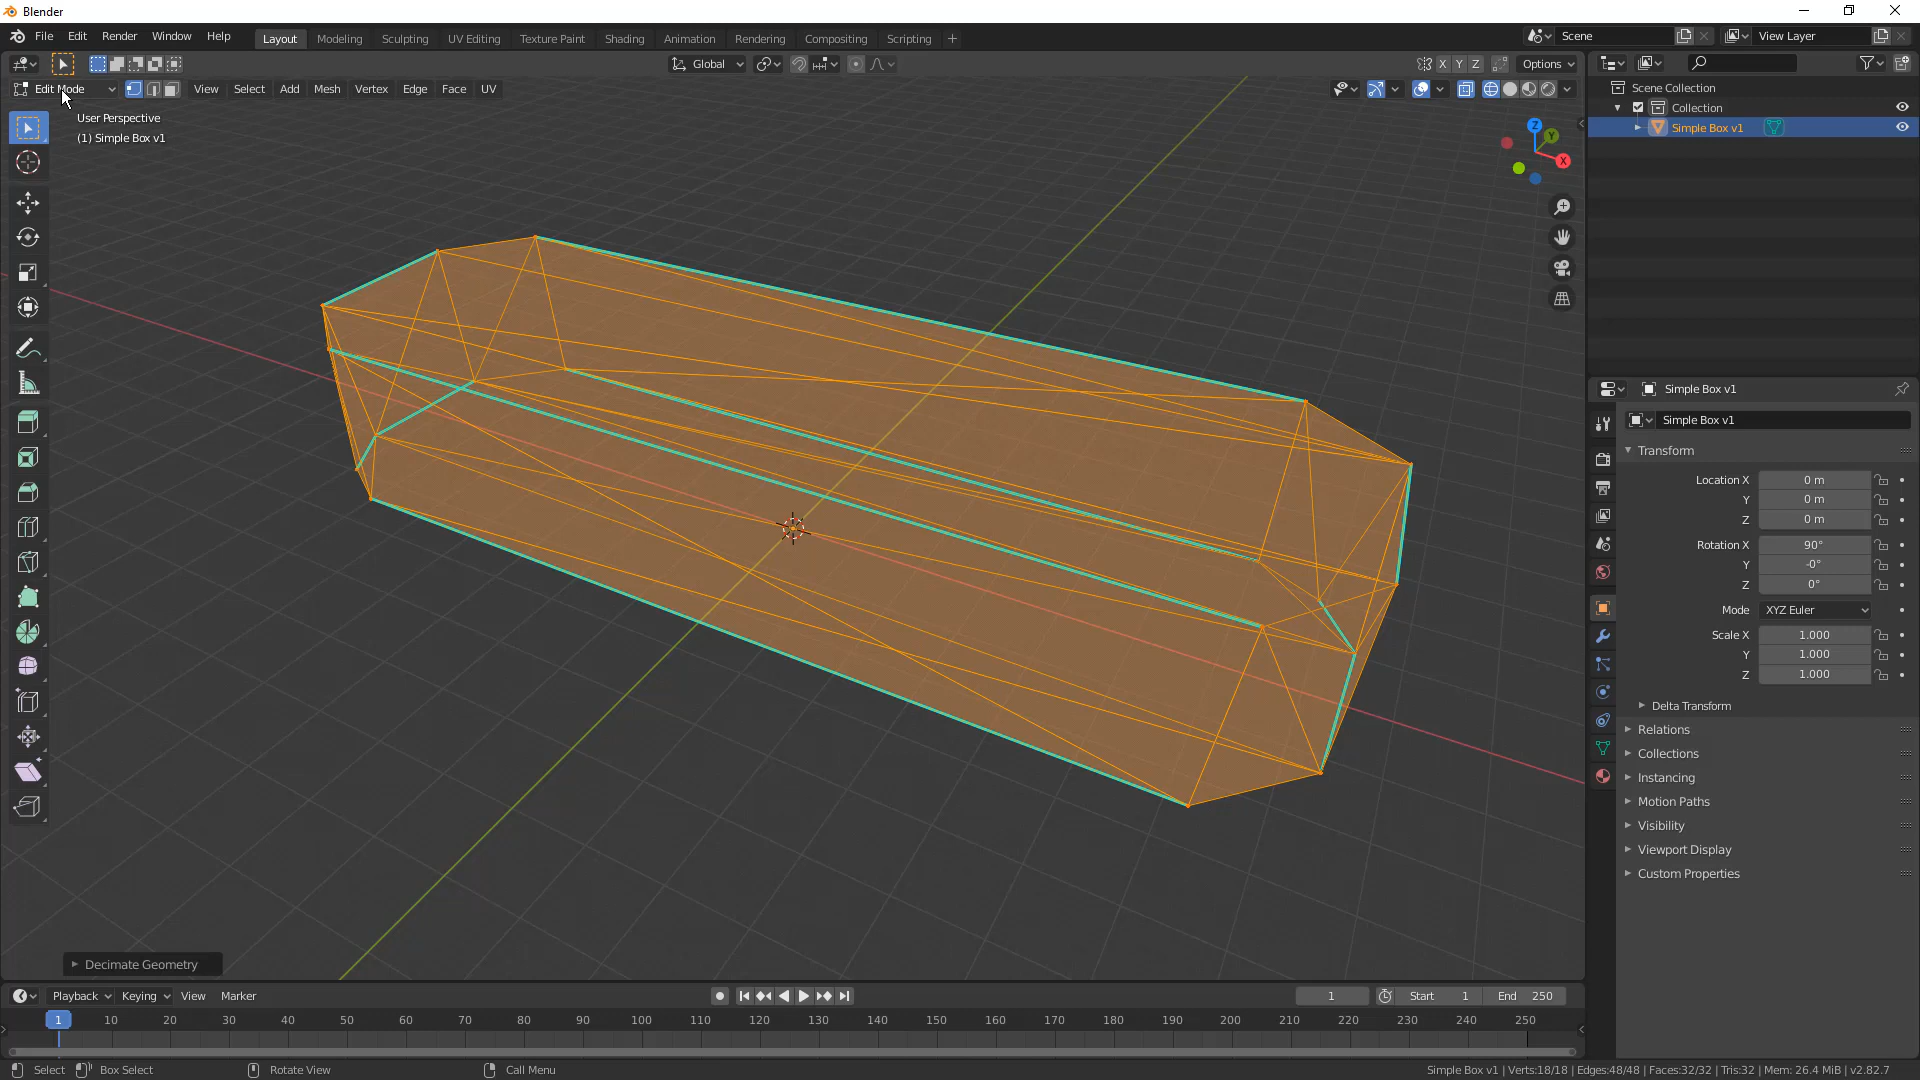 Blender
File Edit Render Window Help
Layout Modeling Sculpting UV Editing Texture Paint Shading Animation Rendering Compositing Scripting +
Scene
View Layer
Global
X Y Z
Options
Edit Mode
View Select Add Mesh Vertex Edge Face UV
User Perspective
(1) Simple Box v1
Z
Y
X
Scene Collection
Collection
Simple Box v1
Simple Box v1
Simple Box v1
Transform
Location X 0 m
Y 0 m
Z 0 m
Rotation X 90°
Y -0°
Z 0°
Mode XYZ Euler
Scale X 1.000
Y 1.000
Z 1.000
Delta Transform
Relations
Collections
Instancing
Motion Paths
Visibility
Viewport Display
Custom Properties
Decimate Geometry
Playback Keying View Marker
1 Start 1 End 250
1 10 20 30 40 50 60 70 80 90 100 110 120 130 140 150 160 170 180 190 200 210 220 230 240 250
Select Box Select Rotate View Call Menu
Simple Box v1 | Verts:18/18 | Edges:48/48 | Faces:32/32 | Tris:32 | Mem: 26.4 MiB | v2.82.7